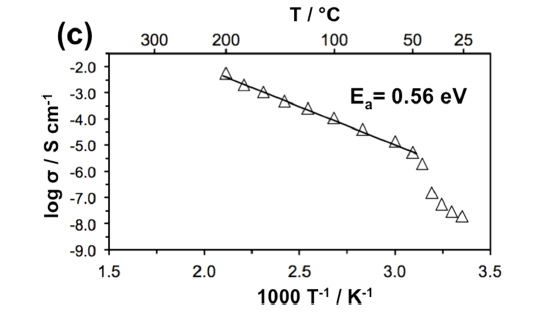 T / °C
(c)
300 200 100 50 25
-2.0
-3.0
-4.0
-5.0
-6.0
-7.0
-8.0
-9.0
Eₐ= 0.56 eV
log σ / S cm⁻¹
1.5 2.0 2.5 3.0 3.5
1000 T⁻¹ / K⁻¹